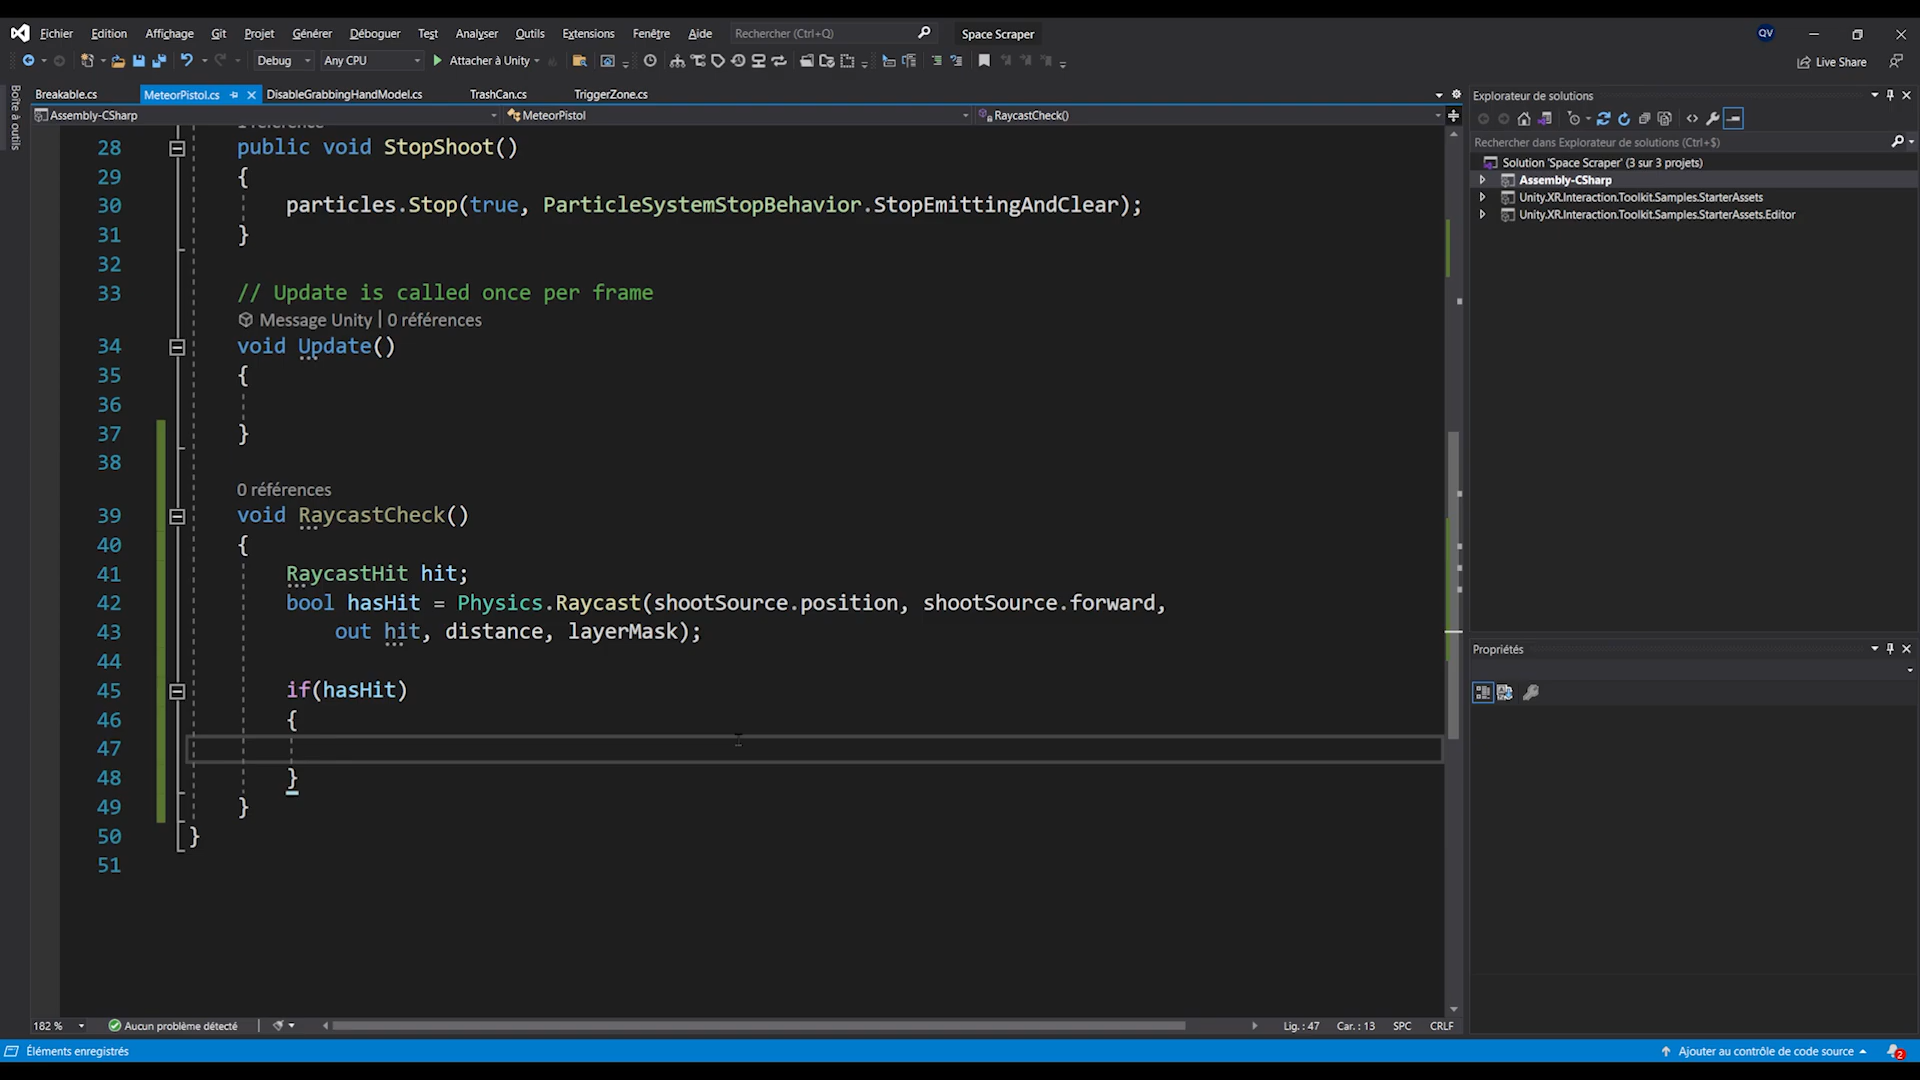 Fichier Edition Affichage Git Projet Générer Déboguer Test Analyser Outils Extensions Fenêtre Aide Rechercher (Ctrl+Q) Space Scraper QV
Debug Any CPU Attacher à Unity Live Share
Boîte à outils
Breakable.cs MeteorPistol.cs DisableGrabbingHandModel.cs TrashCan.cs TriggerZone.cs
Assembly-CSharp MeteorPistol RaycastCheck()
28 public void StopShoot()
29 {
30 particles.Stop(true, ParticleSystemStopBehavior.StopEmittingAndClear);
31 }
32
33 // Update is called once per frame
Message Unity | 0 références
34 void Update()
35 {
36
37 }
38
0 références
39 void RaycastCheck()
40 {
41 RaycastHit hit;
42 bool hasHit = Physics.Raycast(shootSource.position, shootSource.forward,
43 out hit, distance, layerMask);
44
45 if(hasHit)
46 {
47
48 }
49 }
50 }
51
182 % Aucun problème détecté Lig. : 47 Car. : 13 SPC CRLF
Explorateur de solutions
Rechercher dans Explorateur de solutions (Ctrl+$)
Solution 'Space Scraper' (3 sur 3 projets)
Assembly-CSharp
Unity.XR.Interaction.Toolkit.Samples.StarterAssets
Unity.XR.Interaction.Toolkit.Samples.StarterAssets.Editor
Propriétés
Éléments enregistrés Ajouter au contrôle de code source 2